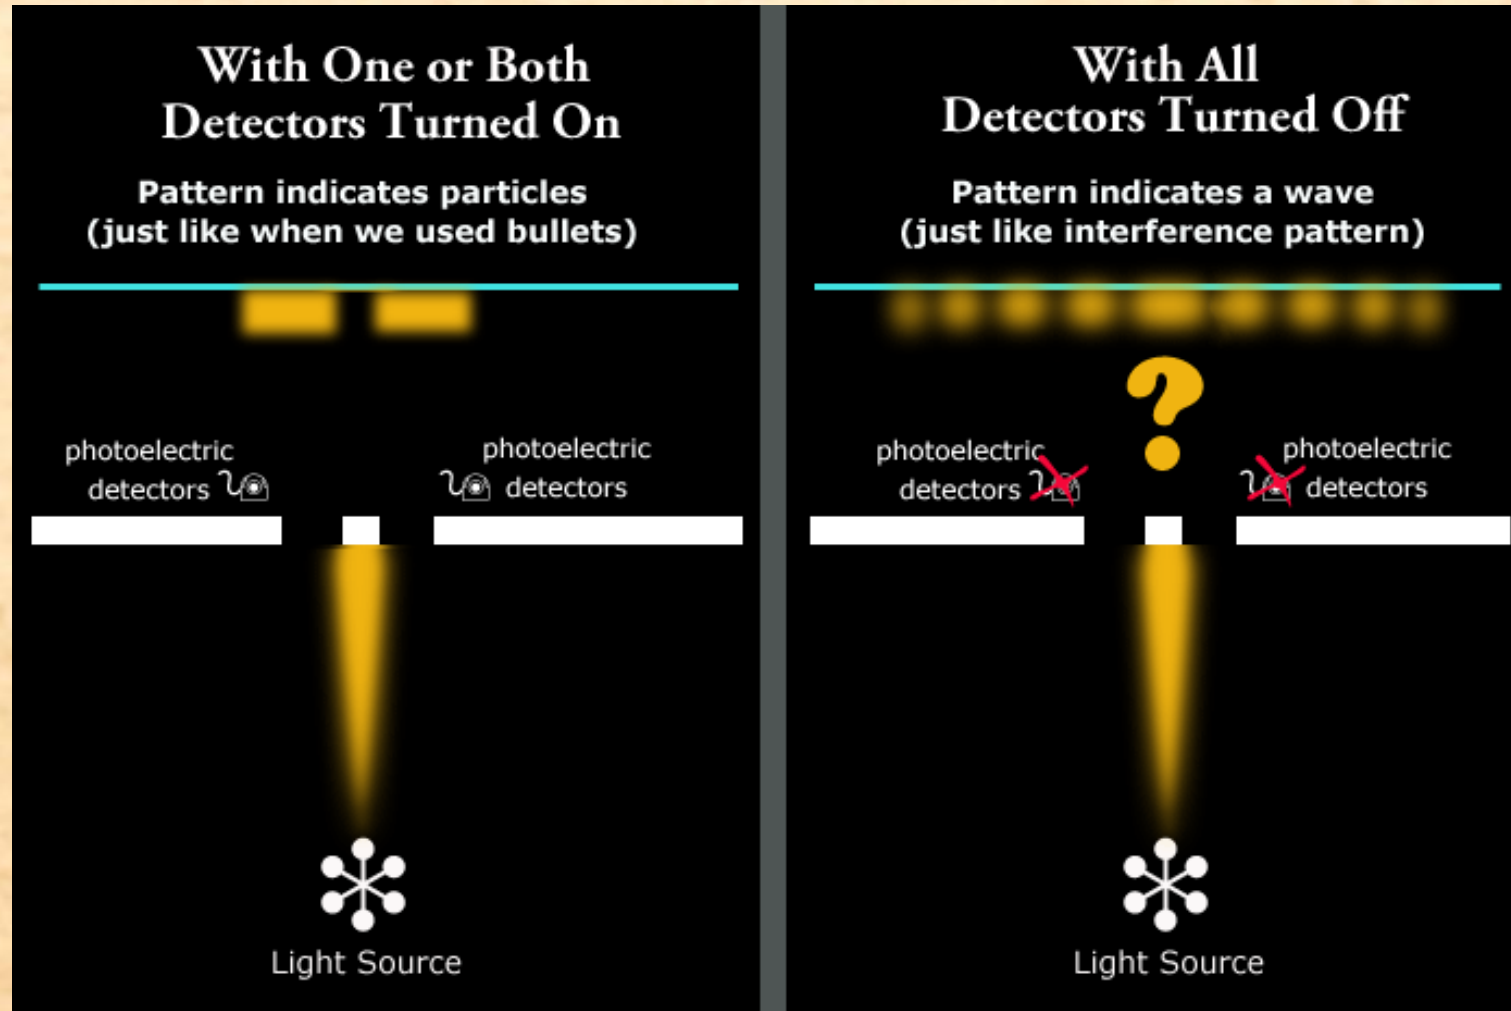 With One or Both
Detectors Turned On
Pattern indicates particles
(just like when we used bullets)
photoelectric
detectors
photoelectric
detectors
Light Source
With All
Detectors Turned Off
Pattern indicates a wave
(just like interference pattern)
?
photoelectric
detectors
photoelectric
detectors
Light Source